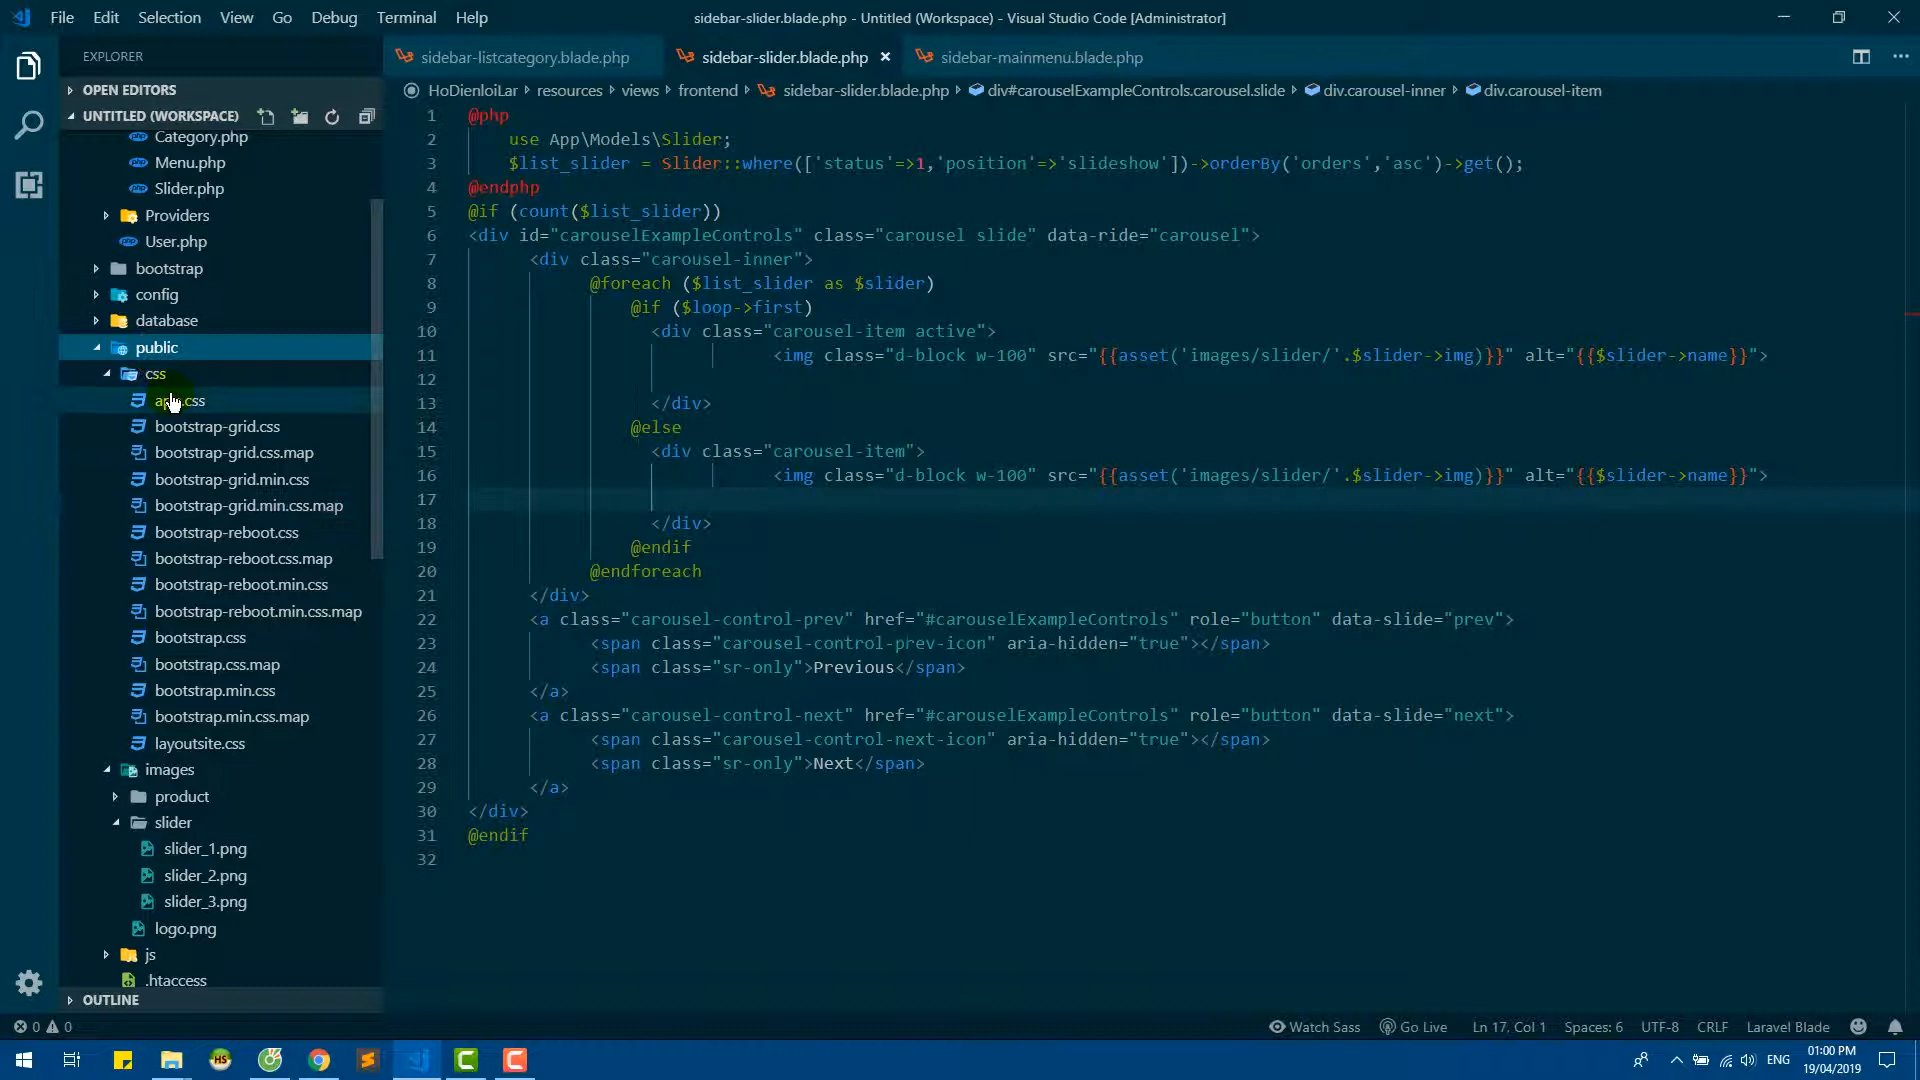 File Edit Selection View Go Debug Terminal Help
sidebar-slider.blade.php - Untitled (Workspace) - Visual Studio Code [Administrator]
EXPLORER
sidebar-listcategory.blade.php
sidebar-slider.blade.php
sidebar-mainmenu.blade.php
OPEN EDITORS
HoDienloiLar resources views frontend sidebar-slider.blade.php div#carouselExampleControls.carousel.slide div.carousel-inner div.carousel-item
UNTITLED (WORKSPACE)
Category.php
Menu.php
Slider.php
Providers
User.php
bootstrap
config
database
public
css
bootstrap-grid.css
bootstrap-grid.css.map
bootstrap-grid.min.css
bootstrap-grid.min.css.map
bootstrap-reboot.css
bootstrap-reboot.css.map
bootstrap-reboot.min.css
bootstrap-reboot.min.css.map
bootstrap.css
bootstrap.css.map
bootstrap.min.css
bootstrap.min.css.map
layoutsite.css
images
product
slider
slider_1.png
slider_2.png
slider_3.png
logo.png
js
.htaccess
OUTLINE
1 @php
2 use App\Models\Slider;
3 $list_slider = Slider::where(['status'=>1,'position'=>'slideshow'])->orderBy('orders','asc')->get();
4 @endphp
5 @if (count($list_slider))
6 <div id="carouselExampleControls" class="carousel slide" data-ride="carousel">
7 <div class="carousel-inner">
8 @foreach ($list_slider as $slider)
9 @if ($loop->first)
10 <div class="carousel-item active">
11 <img class="d-block w-100" src="{{asset('images/slider/'.$slider->img)}}" alt="{{$slider->name}}">
12
13 </div>
14 @else
15 <div class="carousel-item">
16 <img class="d-block w-100" src="{{asset('images/slider/'.$slider->img)}}" alt="{{$slider->name}}">
17
18 </div>
19 @endif
20 @endforeach
21 </div>
22 <a class="carousel-control-prev" href="#carouselExampleControls" role="button" data-slide="prev">
23 <span class="carousel-control-prev-icon" aria-hidden="true"></span>
24 <span class="sr-only">Previous</span>
25 </a>
26 <a class="carousel-control-next" href="#carouselExampleControls" role="button" data-slide="next">
27 <span class="carousel-control-next-icon" aria-hidden="true"></span>
28 <span class="sr-only">Next</span>
29 </a>
30 </div>
31 @endif
32
0 0
Watch Sass Go Live Ln 17, Col 1 Spaces: 6 UTF-8 CRLF Laravel Blade
HS
ENG
01:00 PM
19/04/2019